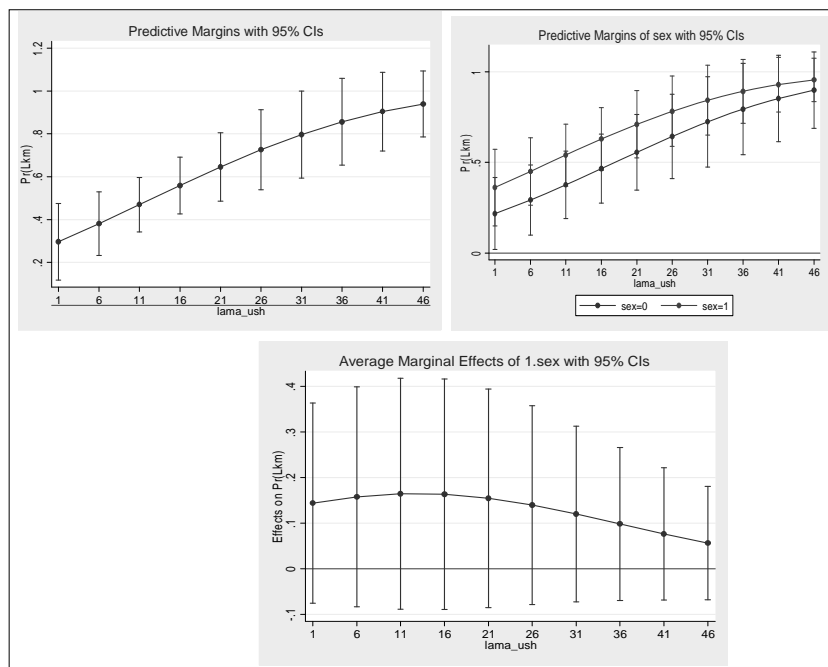 Predictive Margins with 95% CIs
Pr(Lkm)
1.2
1
.8
.6
.4
.2
1 6 11 16 21 26 31 36 41 46
lama_ush
Predictive Margins of sex with 95% CIs
Pr(Lkm)
1
.5
0
1 6 11 16 21 26 31 36 41 46
lama_ush
sex=0 sex=1
Average Marginal Effects of 1.sex with 95% CIs
Effects on Pr(Lkm)
.4
.3
.2
.1
0
-.1
1 6 11 16 21 26 31 36 41 46
lama_ush